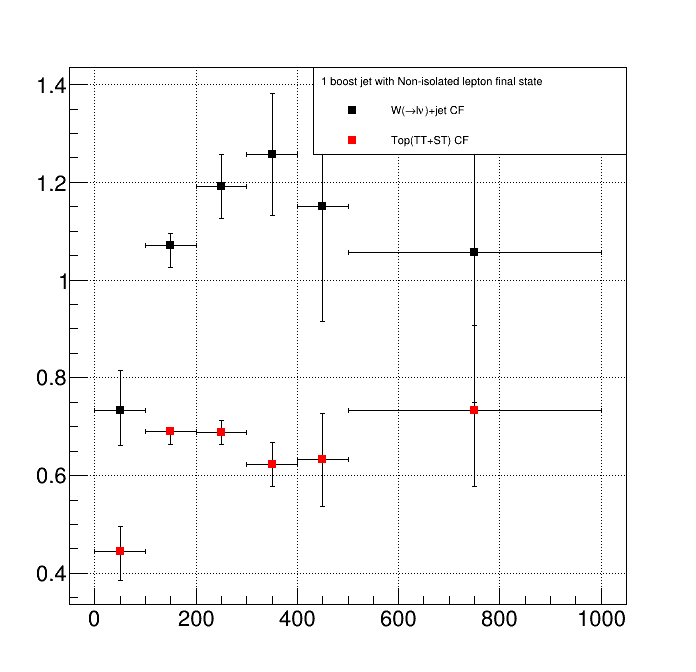 1.4
1 boost jet with Non-isolated lepton final state
W(→lν)+jet CF
Top(TT+ST) CF
1.2
1
0.8
0.6
0.4
0 200 400 600 800 1000